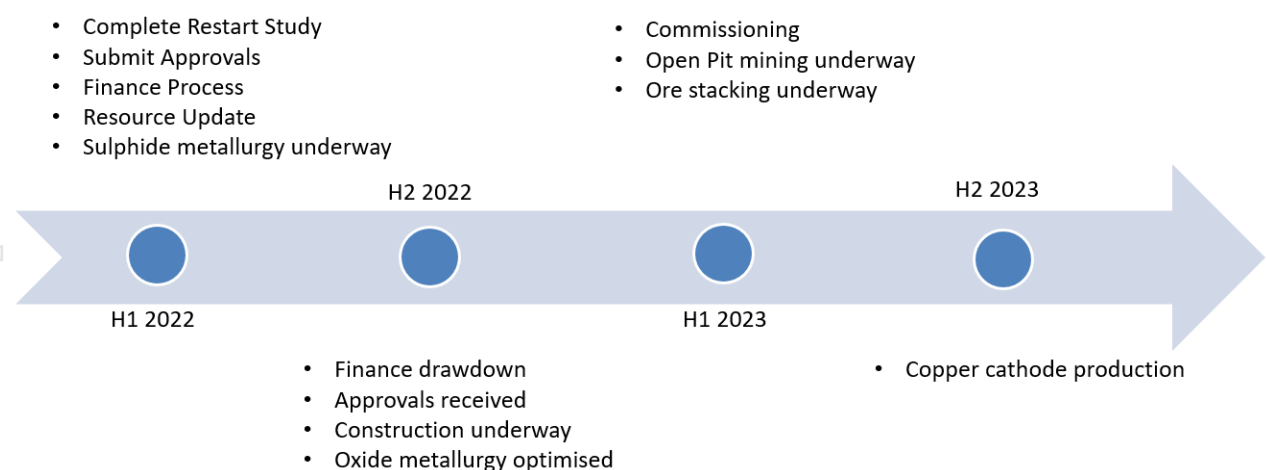 • Complete Restart Study
• Submit Approvals
• Finance Process
• Resource Update
• Sulphide metallurgy underway
H1 2022
H2 2022
• Finance drawdown
• Approvals received
• Construction underway
• Oxide metallurgy optimised
• Commissioning
• Open Pit mining underway
• Ore stacking underway
H1 2023
H2 2023
• Copper cathode production